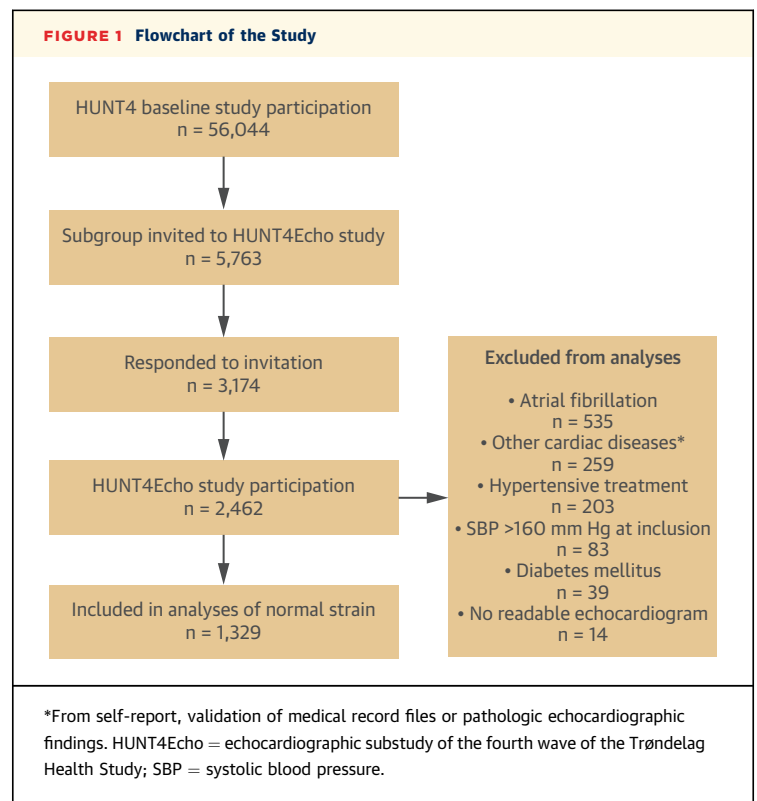 FIGURE 1 Flowchart of the Study
HUNT4 baseline study participation
n = 56,044
Subgroup invited to HUNT4Echo study
n = 5,763
Responded to invitation
n = 3,174
HUNT4Echo study participation
n = 2,462
Included in analyses of normal strain
n = 1,329
Excluded from analyses
• Atrial fibrillation
n = 535
• Other cardiac diseases*
n = 259
• Hypertensive treatment
n = 203
• SBP >160 mm Hg at inclusion
n = 83
• Diabetes mellitus
n = 39
• No readable echocardiogram
n = 14
*From self-report, validation of medical record files or pathologic echocardiographic
findings. HUNT4Echo = echocardiographic substudy of the fourth wave of the Trøndelag
Health Study; SBP = systolic blood pressure.